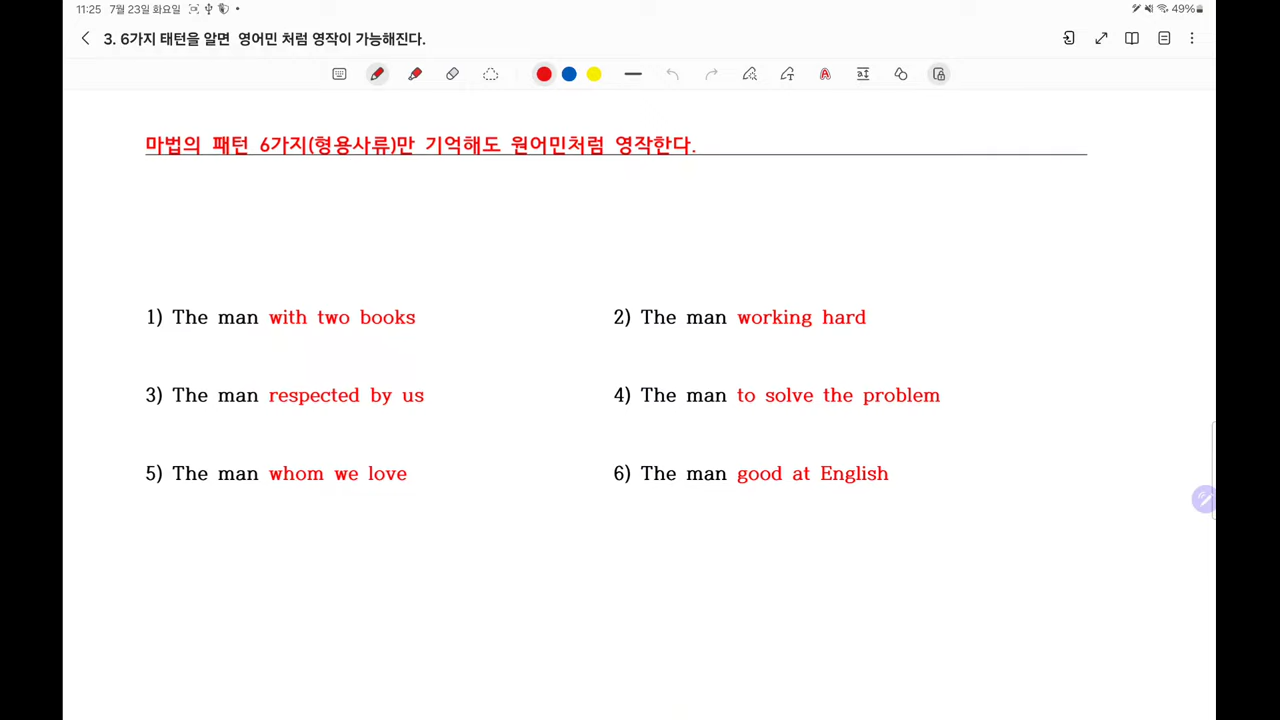 11:25 7월 23일 화요일
49%
3. 6가지 태턴을 알면 영어민 처럼 영작이 가능해진다.
마법의 패턴 6가지(형용사류)만 기억해도 원어민처럼 영작한다.
1) The man with two books
2) The man working hard
3) The man respected by us
4) The man to solve the problem
5) The man whom we love
6) The man good at English